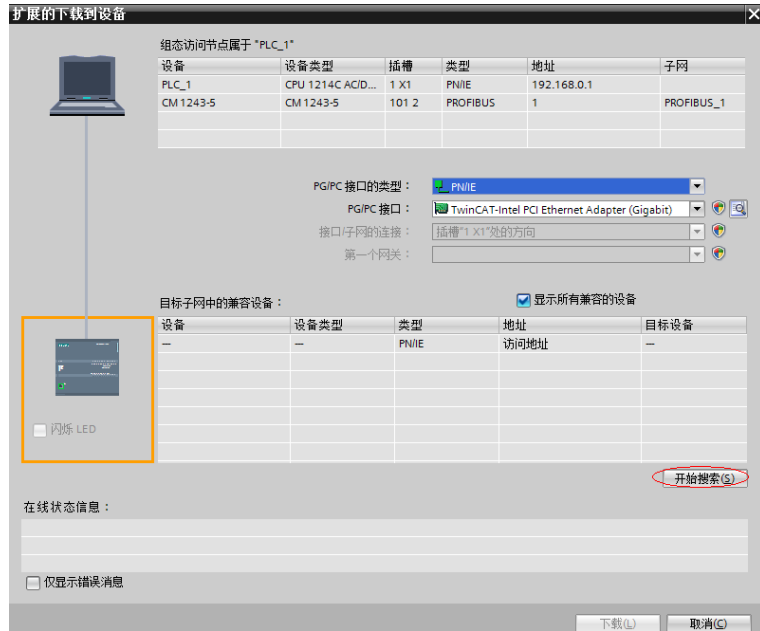 扩展的下载到设备
组态访问节点属于 "PLC_1"
设备 设备类型 插槽 类型 地址 子网
PLC_1 CPU 1214C AC/D... 1 X1 PN/IE 192.168.0.1
CM 1243-5 CM 1243-5 101 2 PROFIBUS 1 PROFIBUS_1
PG/PC 接口的类型： PN/IE
PG/PC 接口： TwinCAT-Intel PCI Ethernet Adapter (Gigabit)
接口/子网的连接： 插槽"1 X1"处的方向
第一个网关：
目标子网中的兼容设备： 显示所有兼容的设备
设备 设备类型 类型 地址 目标设备
— — PN/IE 访问地址 —
闪烁 LED
开始搜索(S)
在线状态信息：
仅显示错误消息
下载(L) 取消(C)